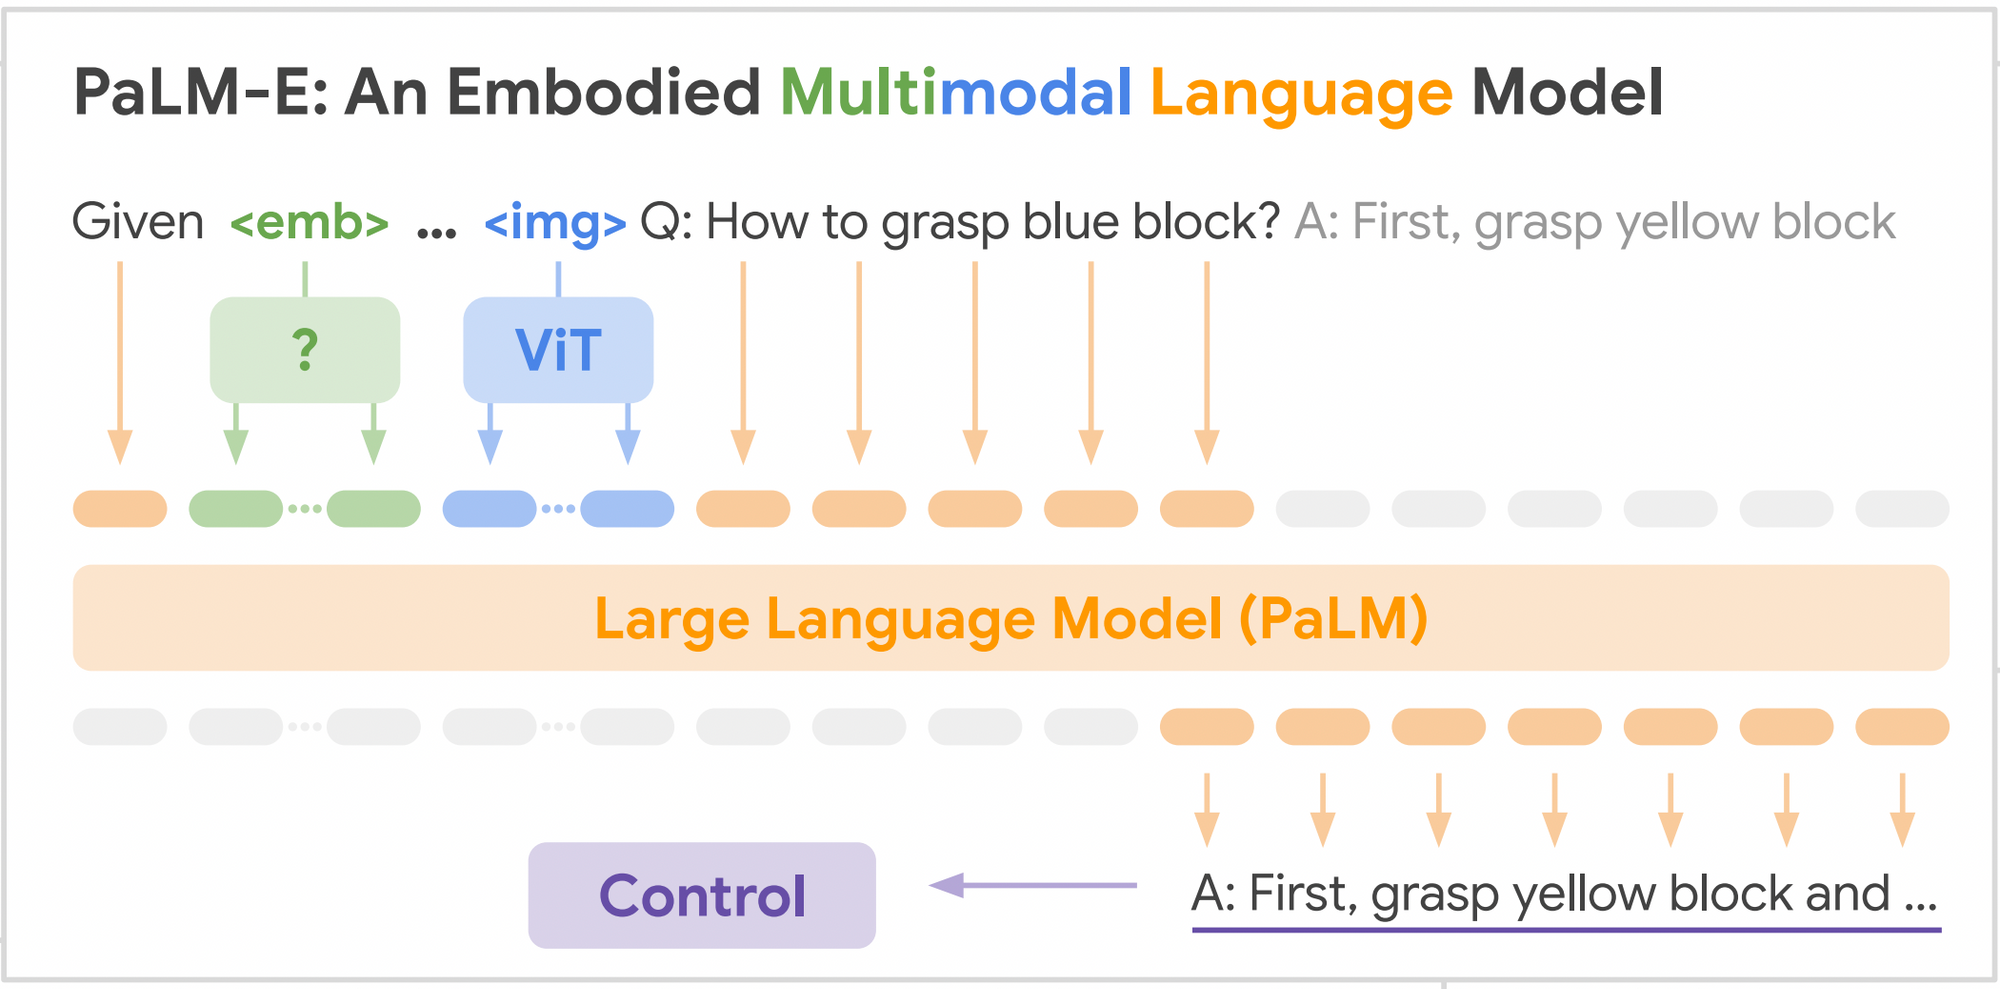 PaLM-E: An Embodied Multimodal Language Model
Given <emb> ... <img> Q: How to grasp blue block? A: First, grasp yellow block
? ViT
Large Language Model (PaLM)
Control A: First, grasp yellow block and ...